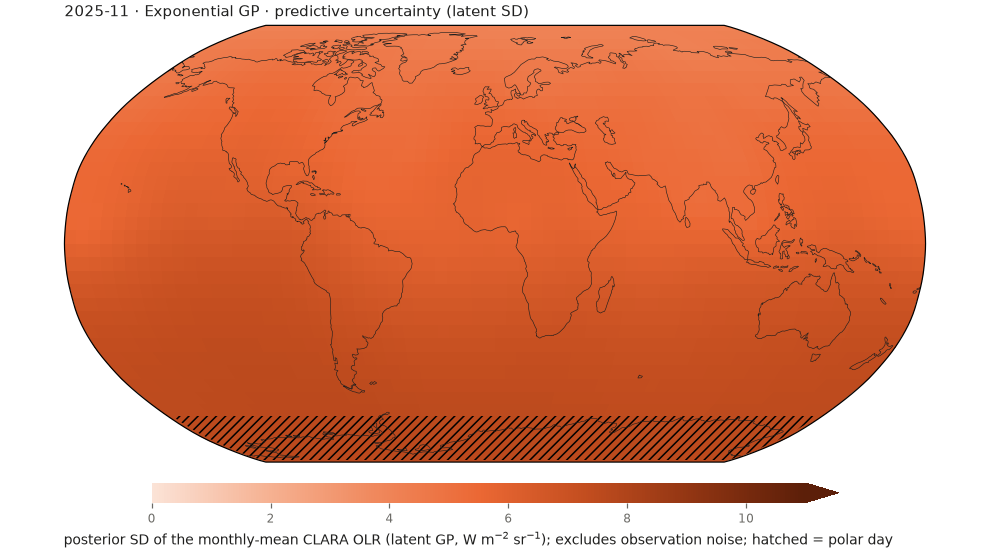 2025-11 · Exponential GP · predictive uncertainty (latent SD)
0 2 4 6 8 10
posterior SD of the monthly-mean CLARA OLR (latent GP, W m⁻² sr⁻¹); excludes observation noise; hatched = polar day